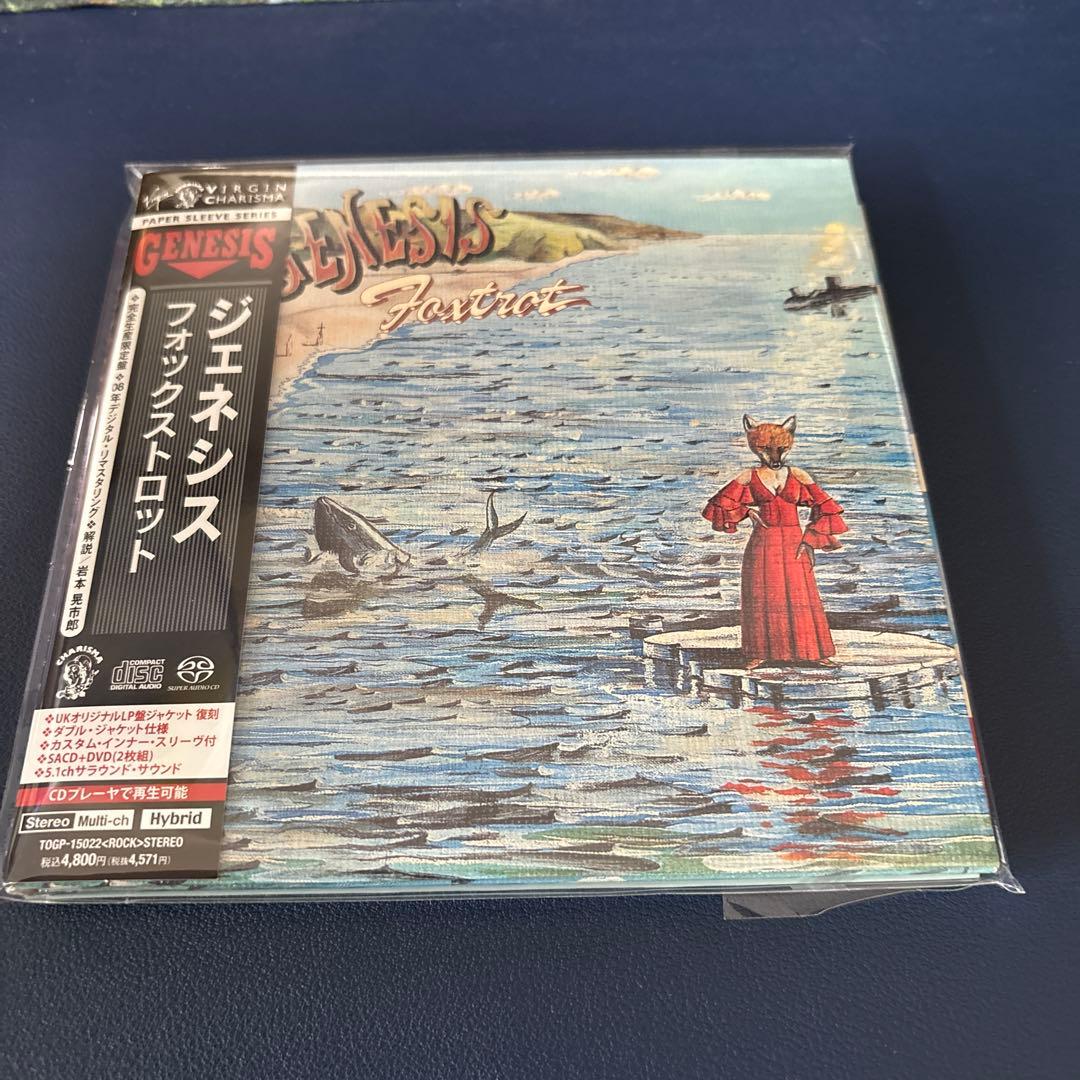 Virgin
VIRGIN
CHARISMA
PAPER SLEEVE SERIES
GENESIS
ジェネシス
フォックストロット
❖完全生産限定盤 ❖'08年デジタル・リマスタリング ❖解説/岩本 晃市郎
CHARISMA
COMPACT
disc
DIGITAL AUDIO
SUPER AUDIO CD
❖UKオリジナルLP盤ジャケット 復刻
❖ダブル・ジャケット仕様
❖カスタム・インナー・スリーヴ付
❖SACD+DVD(2枚組)
❖5.1chサラウンド・サウンド
CDプレーヤで再生可能
Stereo Multi-ch Hybrid
TOGP-15022<ROCK>STEREO
税込4,800円(税抜4,571円)
GENESIS
Foxtrot